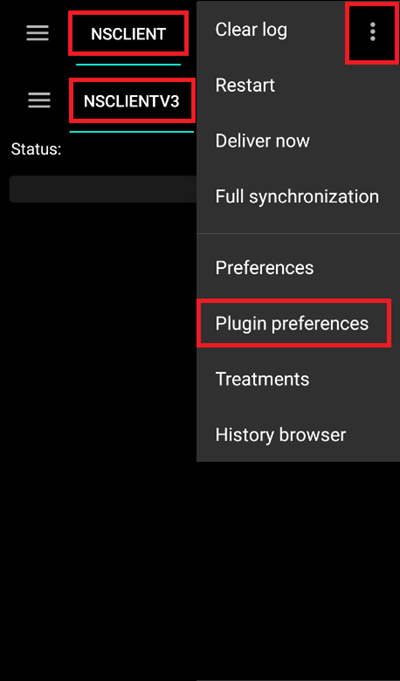 NSCLIENT
NSCLIENTV3
Status:
Clear log
Restart
Deliver now
Full synchronization
Preferences
Plugin preferences
Treatments
History browser